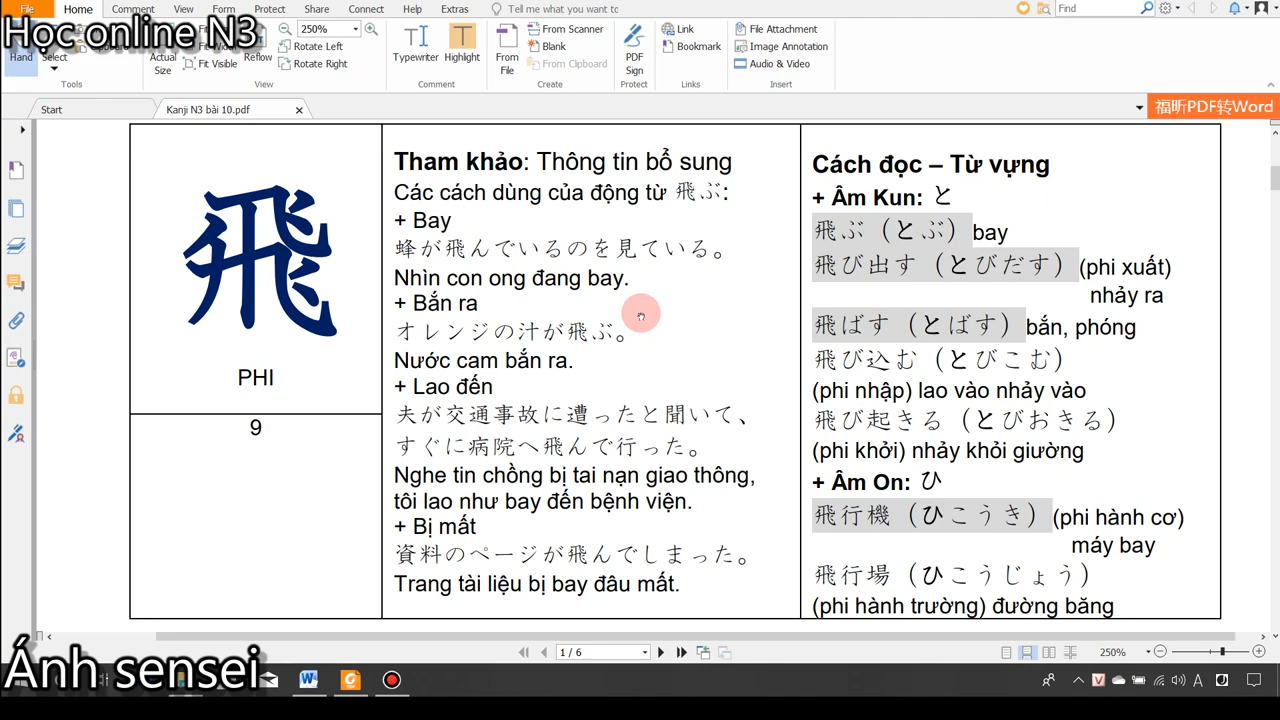 File Home Comment View Form Protect Share Connect Help Extras Tell me what you want tc Find
Học online N3
250%
Rotate Left
Rotate Right
Fit Visible
Hand
Select
Actual Size
Reflow
Typewriter
Highlight
From File
From Scanner
Blank
From Clipboard
PDF Sign
Link
Bookmark
File Attachment
Image Annotation
Audio & Video
Tools View Comment Create Protect Links Insert
Start
Kanji N3 bài 10.pdf
福昕PDF转Word
飛
PHI
9
Tham khảo: Thông tin bổ sung
Các cách dùng của động từ 飛ぶ:
+ Bay
蜂が飛んでいるのを見ている。
Nhìn con ong đang bay.
+ Bắn ra
オレンジの汁が飛ぶ。
Nước cam bắn ra.
+ Lao đến
夫が交通事故に遭ったと聞いて、
すぐに病院へ飛んで行った。
Nghe tin chồng bị tai nạn giao thông,
tôi lao như bay đến bệnh viện.
+ Bị mất
資料のページが飛んでしまった。
Trang tài liệu bị bay đâu mất.
Cách đọc – Từ vựng
+ Âm Kun: と
飛ぶ（とぶ）bay
飛び出す（とびだす）(phi xuất)
nhảy ra
飛ばす（とばす）bắn, phóng
飛び込む（とびこむ）
(phi nhập) lao vào nhảy vào
飛び起きる（とびおきる）
(phi khởi) nhảy khỏi giường
+ Âm On: ひ
飛行機（ひこうき）(phi hành cơ)
máy bay
飛行場（ひこうじょう）
(phi hành trường) đường băng
1 / 6
250%
Ánh sensei